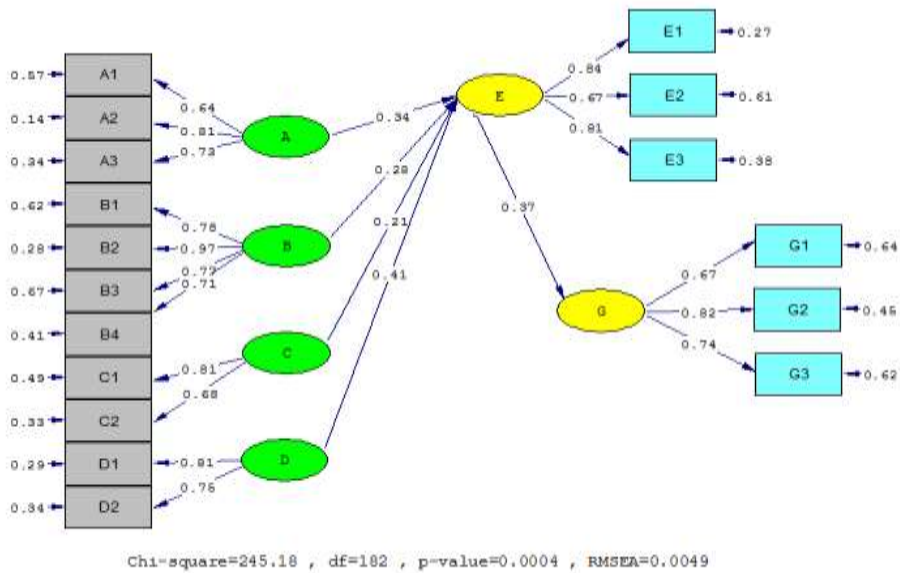 0.57 A1
0.14 A2
0.34 A3
0.62 B1
0.28 B2
0.67 B3
0.41 B4
0.49 C1
0.33 C2
0.29 D1
0.34 D2
0.64
0.81
0.73
A
0.78
0.97
0.77
0.71
B
0.81
0.68
C
0.81
0.75
D
0.34
0.28
0.21
0.41
E
0.84
0.67
0.81
E1 0.27
E2 0.61
E3 0.38
0.37
G
0.67
0.82
0.74
G1 0.64
G2 0.45
G3 0.62
Chi-square=245.18 , df=182 , p-value=0.0004 , RMSEA=0.0049